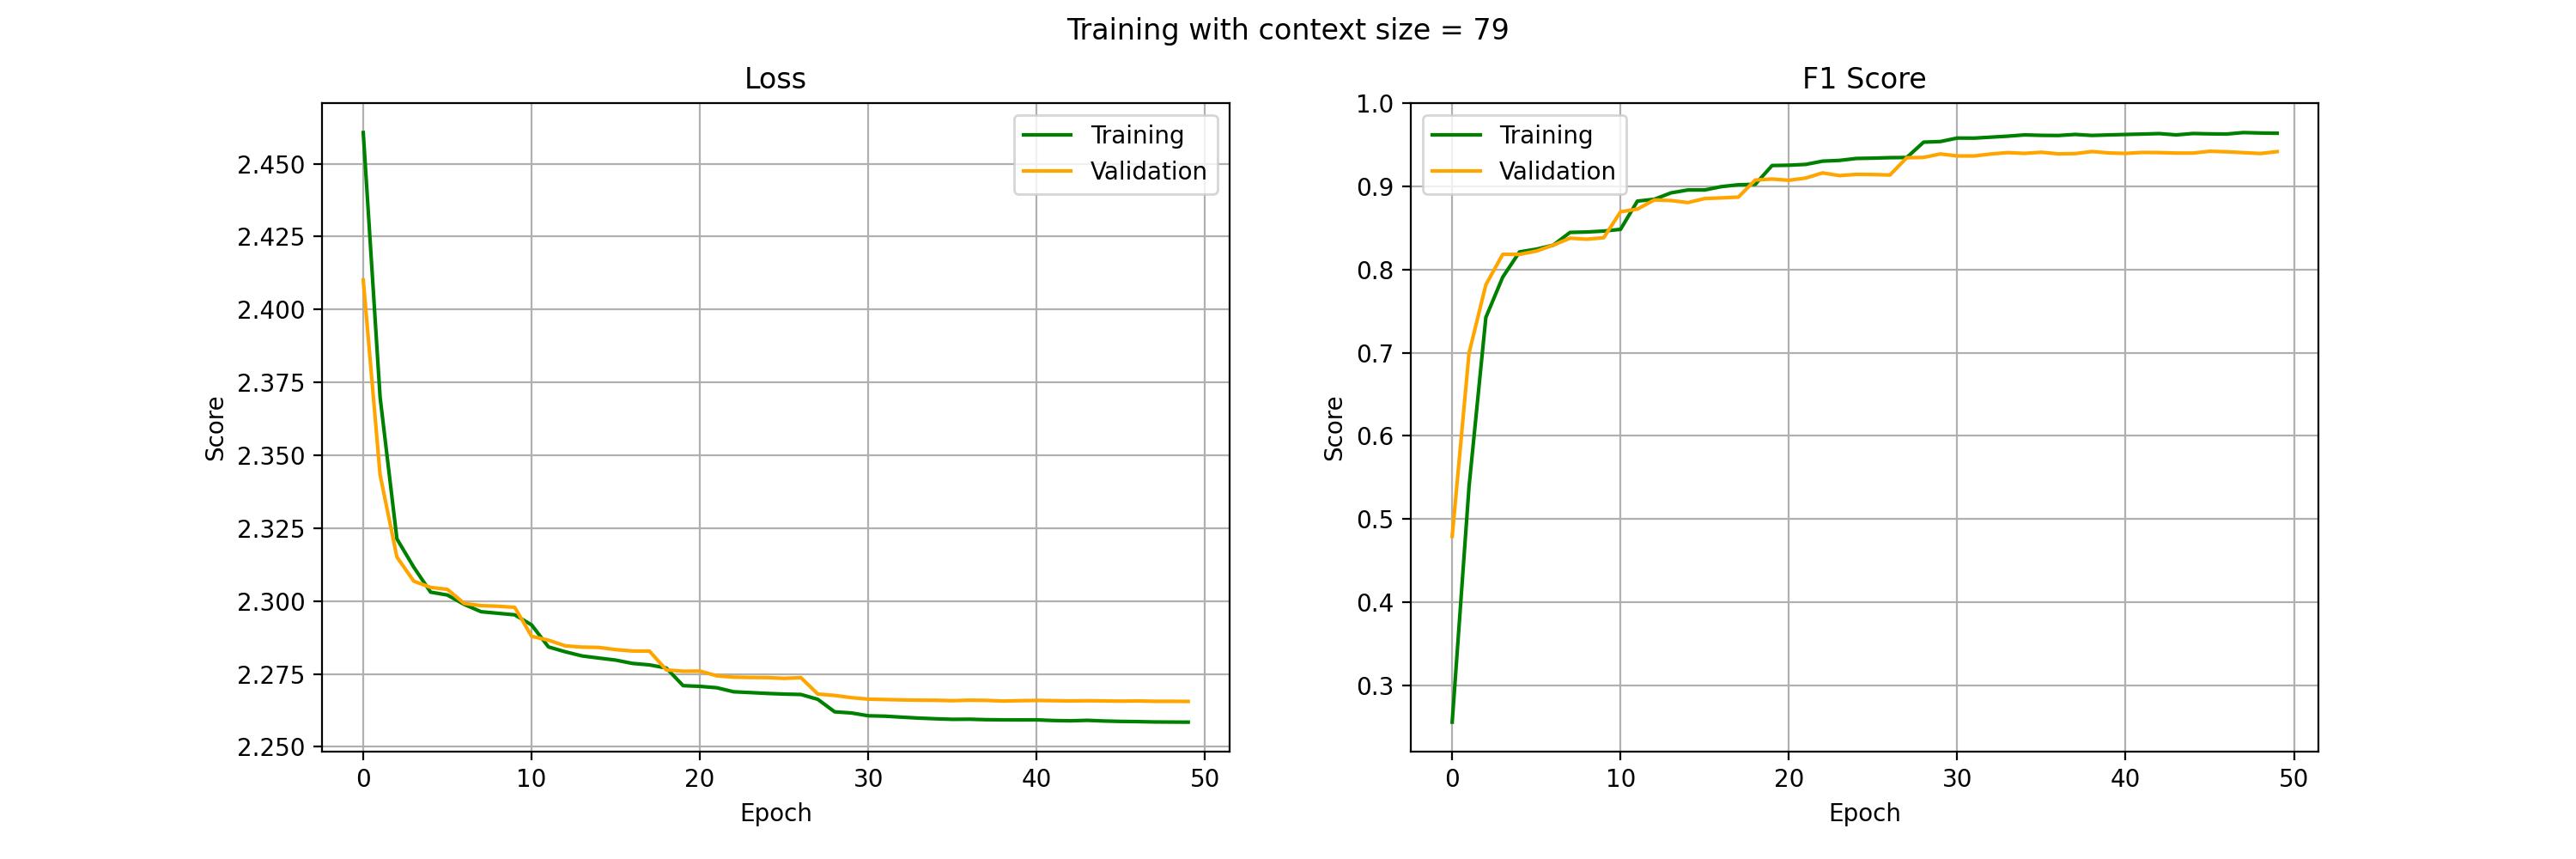 Training with context size = 79
Loss
Training
Validation
2.450
2.425
2.400
2.375
2.350
2.325
2.300
2.275
2.250
Score
0 10 20 30 40 50
Epoch
F1 Score
Training
Validation
1.0
0.9
0.8
0.7
0.6
0.5
0.4
0.3
Score
0 10 20 30 40 50
Epoch